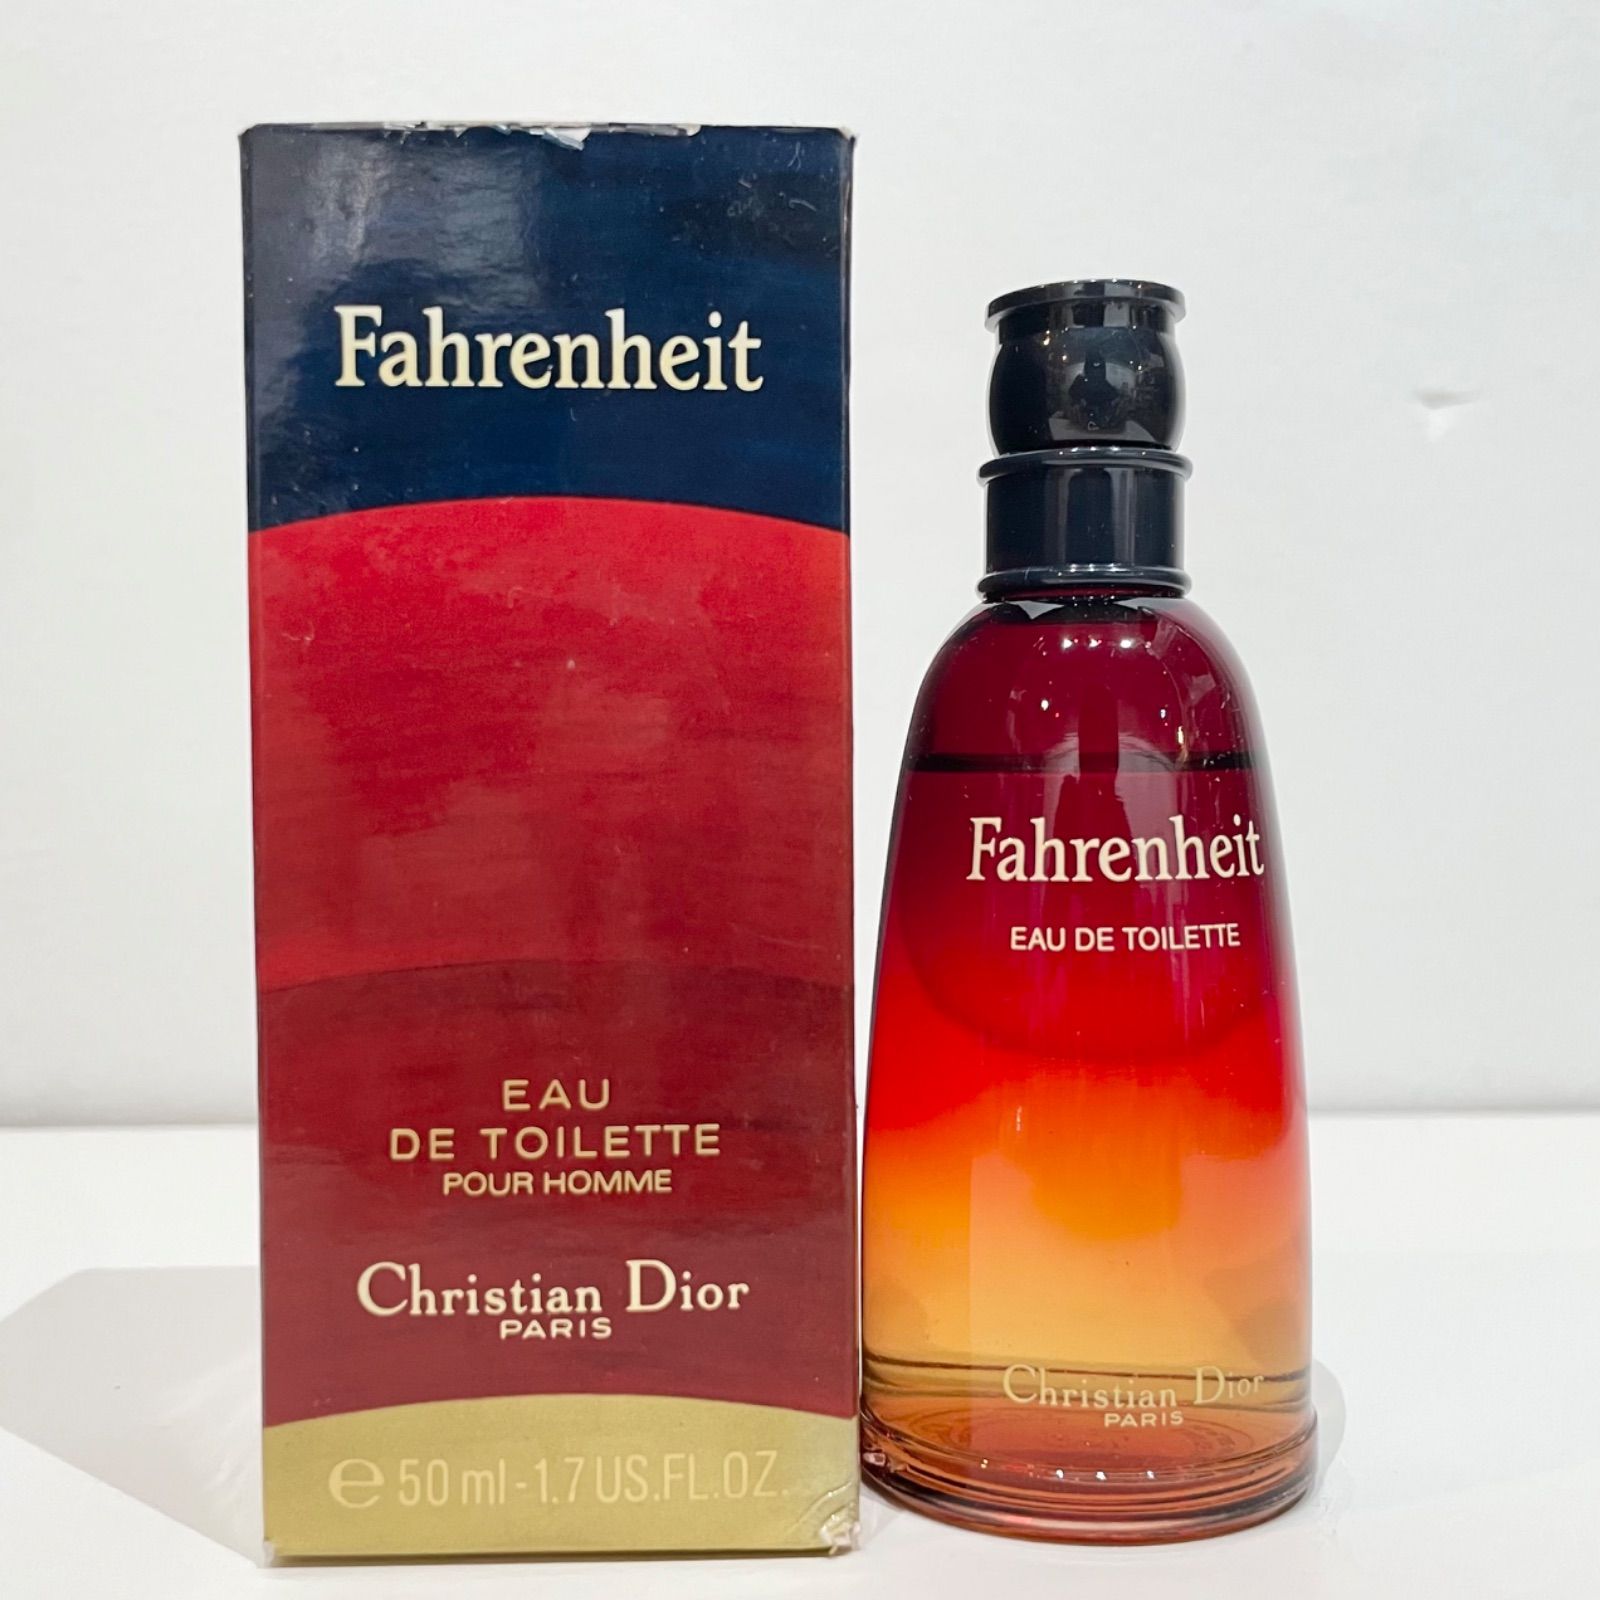 Fahrenheit
EAU
DE TOILETTE
POUR HOMME
Christian Dior
PARIS
e 50 ml - 1.7 US.FL.OZ.
Fahrenheit
EAU DE TOILETTE
Christian Dior
PARIS